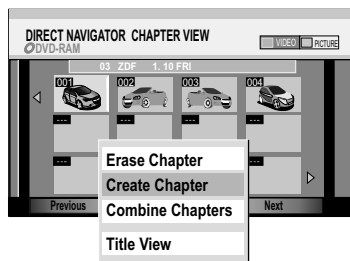 DIRECT NAVIGATOR CHAPTER VIEW
DVD-RAM
VIDEO PICTURE
03 ZDF 1. 10 FRI
001 002 003 004
--- --- --- ---
--- ---
Erase Chapter
Create Chapter
Combine Chapters
Title View
Previous Next